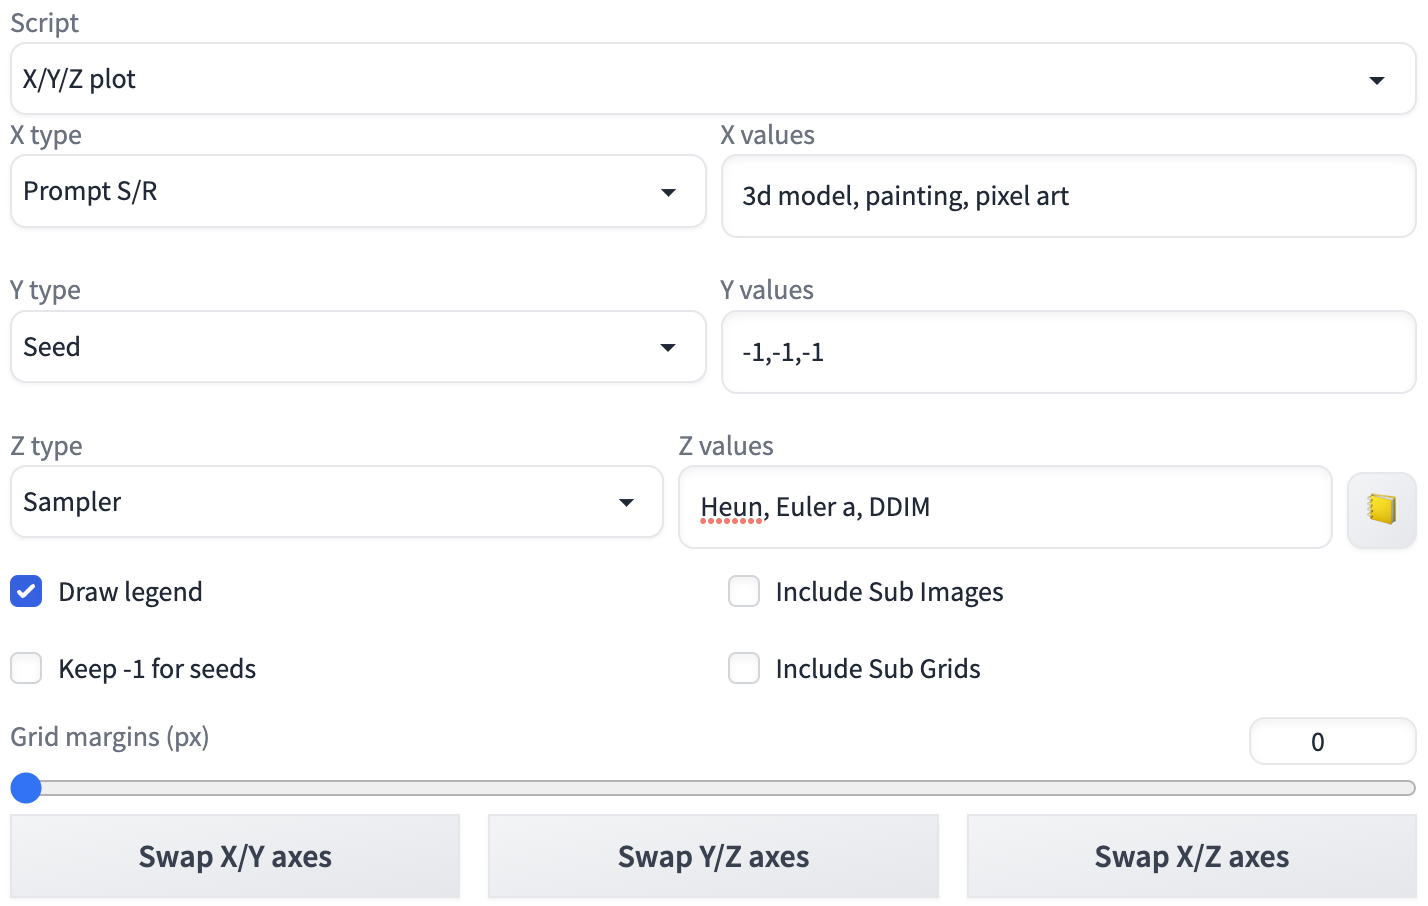 Script
X/Y/Z plot
X type
X values
Prompt S/R
3d model, painting, pixel art
Y type
Y values
Seed
-1,-1,-1
Z type
Z values
Sampler
Heun, Euler a, DDIM
Draw legend
Include Sub Images
Keep -1 for seeds
Include Sub Grids
Grid margins (px)
0
Swap X/Y axes
Swap Y/Z axes
Swap X/Z axes